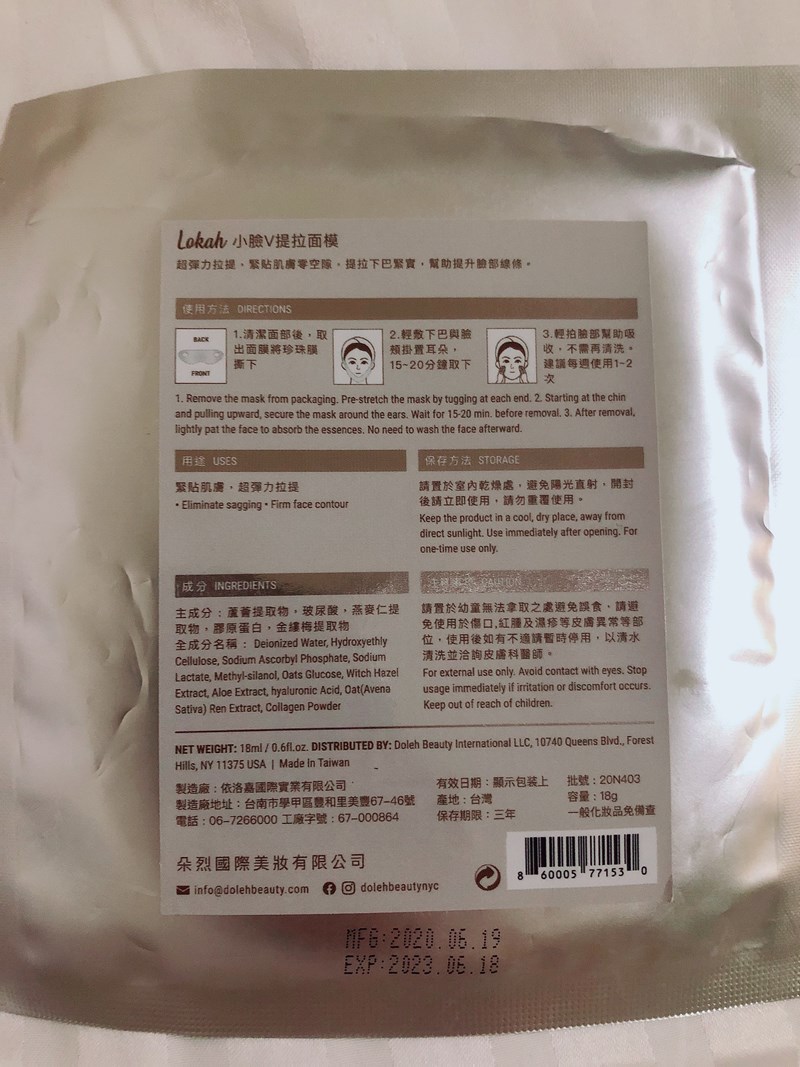 Lokah 小臉V提拉面模
超彈力拉提，緊貼肌膚零空隙，提拉下巴緊實，幫助提升臉部線條。
使用方法 DIRECTIONS
BACK
FRONT
1.清潔面部後，取
出面膜將珍珠膜
撕下
2.輕敷下巴與臉
頰掛置耳朵，
15~20分鐘取下
3.輕拍臉部幫助吸
收，不需再清洗。
建議每週使用1~2
次
1. Remove the mask from packaging. Pre-stretch the mask by tugging at each end. 2. Starting at the chin
and pulling upward, secure the mask around the ears. Wait for 15-20 min. before removal. 3. After removal,
lightly pat the face to absorb the essences. No need to wash the face afterward.
用途 USES
緊貼肌膚，超彈力拉提
• Eliminate sagging • Firm face contour
保存方法 STORAGE
請置於室內乾燥處，避免陽光直射，開封
後請立即使用，請勿重覆使用。
Keep the product in a cool, dry place, away from
direct sunlight. Use immediately after opening. For
one-time use only.
成分 INGREDIENTS
主成分：蘆薈提取物，玻尿酸，燕麥仁提
取物，膠原蛋白，金縷梅提取物
全成分名稱： Deionized Water, Hydroxyethly
Cellulose, Sodium Ascorbyl Phosphate, Sodium
Lactate, Methyl-silanol, Oats Glucose, Witch Hazel
Extract, Aloe Extract, hyaluronic Acid, Oat(Avena
Sativa) Ren Extract, Collagen Powder
注意事項 CAUTION
請置於幼童無法拿取之處避免誤食，請避
免使用於傷口,紅腫及濕疹等皮膚異常等部
位，使用後如有不適請暫時停用，以清水
清洗並洽詢皮膚科醫師。
For external use only. Avoid contact with eyes. Stop
usage immediately if irritation or discomfort occurs.
Keep out of reach of children.
NET WEIGHT: 18ml / 0.6fl.oz. DISTRIBUTED BY: Doleh Beauty International LLC, 10740 Queens Blvd., Forest
Hills, NY 11375 USA | Made In Taiwan
製造廠：依洛嘉國際實業有限公司
製造廠地址：台南市學甲區豐和里美豐67-46號
電話：06-7266000 工廠字號：67-000864
有效日期：顯示包裝上
產地：台灣
保存期限：三年
批號：20N403
容量：18g
一般化妝品免備查
朵烈國際美妝有限公司
info@dolehbeauty.com dolehbeautynyc
8 60005 77153 0
MFG:2020.06.19
EXP:2023.06.18